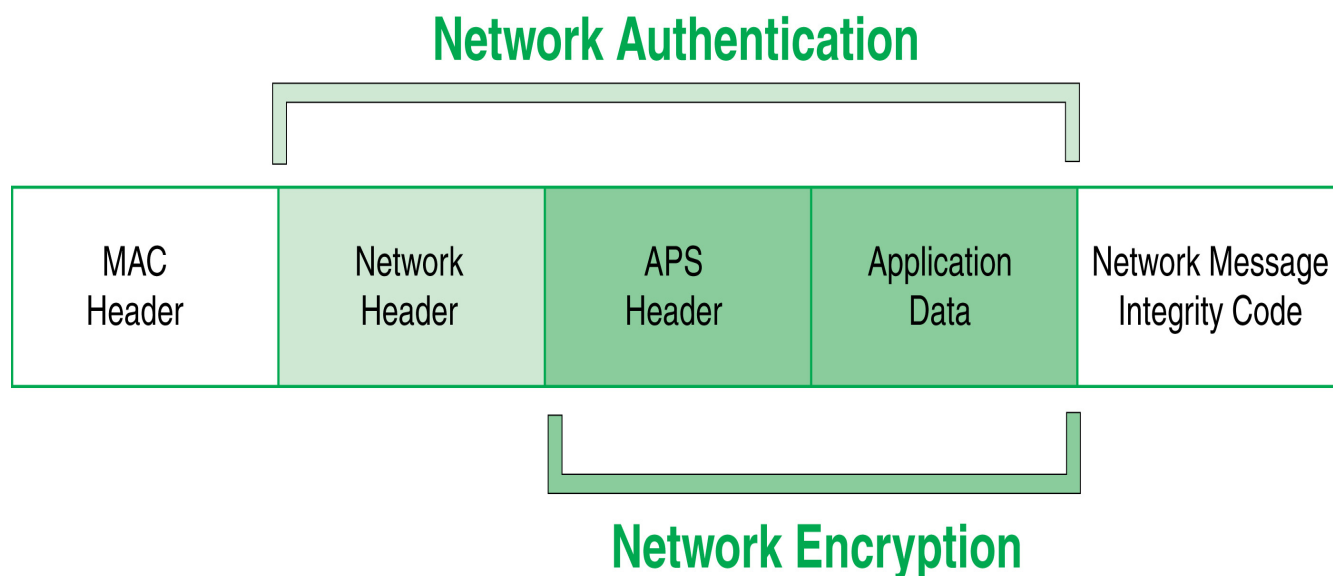 Network Authentication
MAC
Header
Network
Header
APS
Header
Application
Data
Network Message
Integrity Code
Network Encryption